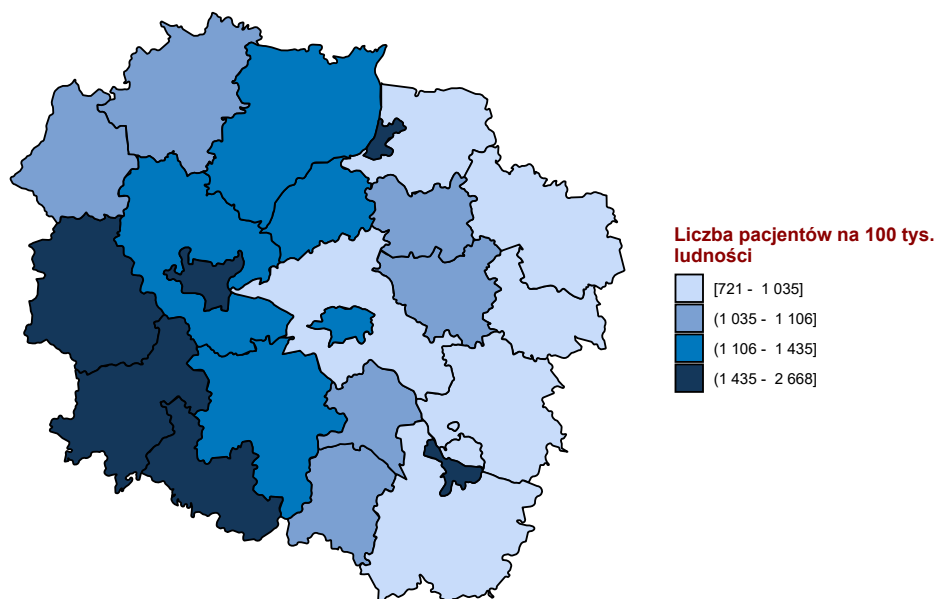 Liczba pacjentów na 100 tys.
ludności
[721 - 1 035]
(1 035 - 1 106]
(1 106 - 1 435]
(1 435 - 2 668]